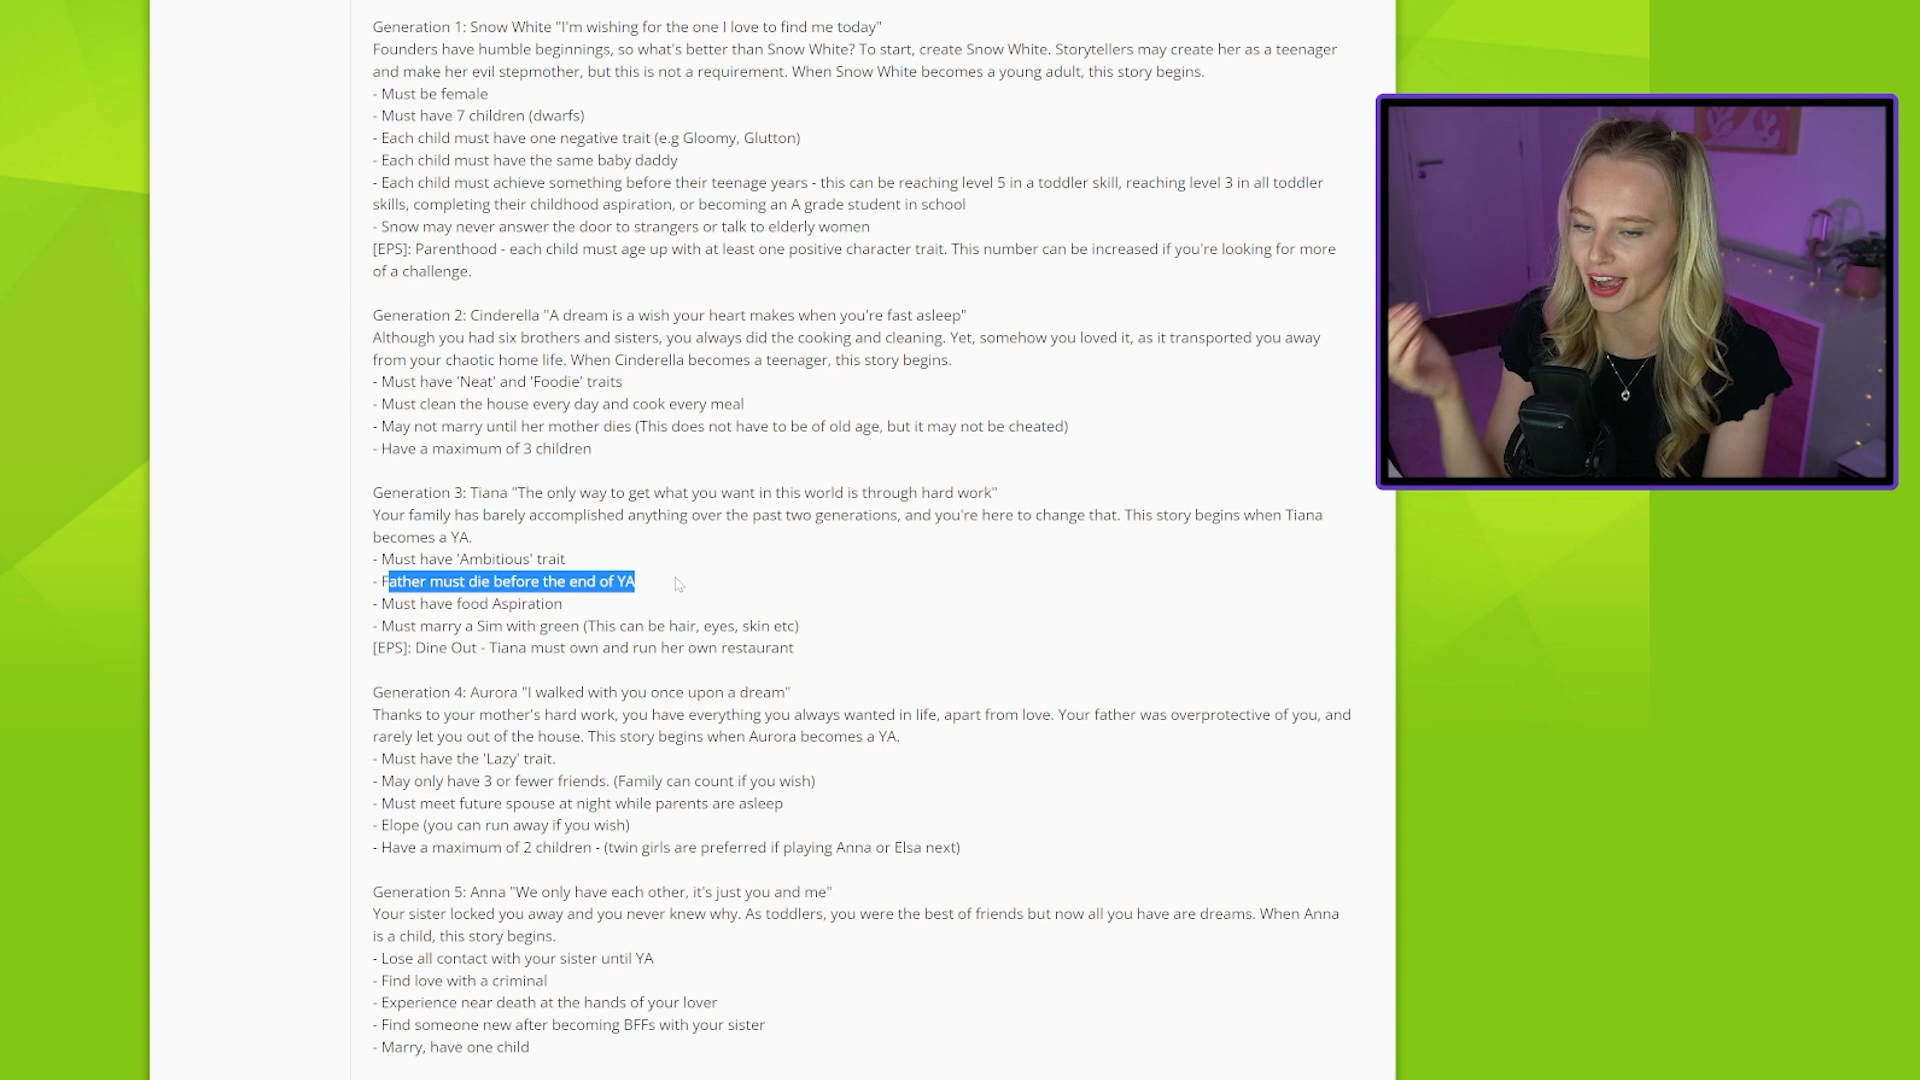 Generation 1: Snow White "I'm wishing for the one I love to find me today"
Founders have humble beginnings, so what's better than Snow White? To start, create Snow White. Storytellers may create her as a teenager
and make her evil stepmother, but this is not a requirement. When Snow White becomes a young adult, this story begins.
- Must be female
- Must have 7 children (dwarfs)
- Each child must have one negative trait (e.g Gloomy, Glutton)
- Each child must have the same baby daddy
- Each child must achieve something before their teenage years - this can be reaching level 5 in a toddler skill, reaching level 3 in all toddler
skills, completing their childhood aspiration, or becoming an A grade student in school
- Snow may never answer the door to strangers or talk to elderly women
[EPS]: Parenthood - each child must age up with at least one positive character trait. This number can be increased if you're looking for more
of a challenge.
Generation 2: Cinderella "A dream is a wish your heart makes when you're fast asleep"
Although you had six brothers and sisters, you always did the cooking and cleaning. Yet, somehow you loved it, as it transported you away
from your chaotic home life. When Cinderella becomes a teenager, this story begins.
- Must have 'Neat' and 'Foodie' traits
- Must clean the house every day and cook every meal
- May not marry until her mother dies (This does not have to be of old age, but it may not be cheated)
- Have a maximum of 3 children
Generation 3: Tiana "The only way to get what you want in this world is through hard work"
Your family has barely accomplished anything over the past two generations, and you're here to change that. This story begins when Tiana
becomes a YA.
- Must have 'Ambitious' trait
- Father must die before the end of YA
- Must have food Aspiration
- Must marry a Sim with green (This can be hair, eyes, skin etc)
[EPS]: Dine Out - Tiana must own and run her own restaurant
Generation 4: Aurora "I walked with you once upon a dream"
Thanks to your mother's hard work, you have everything you always wanted in life, apart from love. Your father was overprotective of you, and
rarely let you out of the house. This story begins when Aurora becomes a YA.
- Must have the 'Lazy' trait.
- May only have 3 or fewer friends. (Family can count if you wish)
- Must meet future spouse at night while parents are asleep
- Elope (you can run away if you wish)
- Have a maximum of 2 children - (twin girls are preferred if playing Anna or Elsa next)
Generation 5: Anna "We only have each other, it's just you and me"
Your sister locked you away and you never knew why. As toddlers, you were the best of friends but now all you have are dreams. When Anna
is a child, this story begins.
- Lose all contact with your sister until YA
- Find love with a criminal
- Experience near death at the hands of your lover
- Find someone new after becoming BFFs with your sister
- Marry, have one child